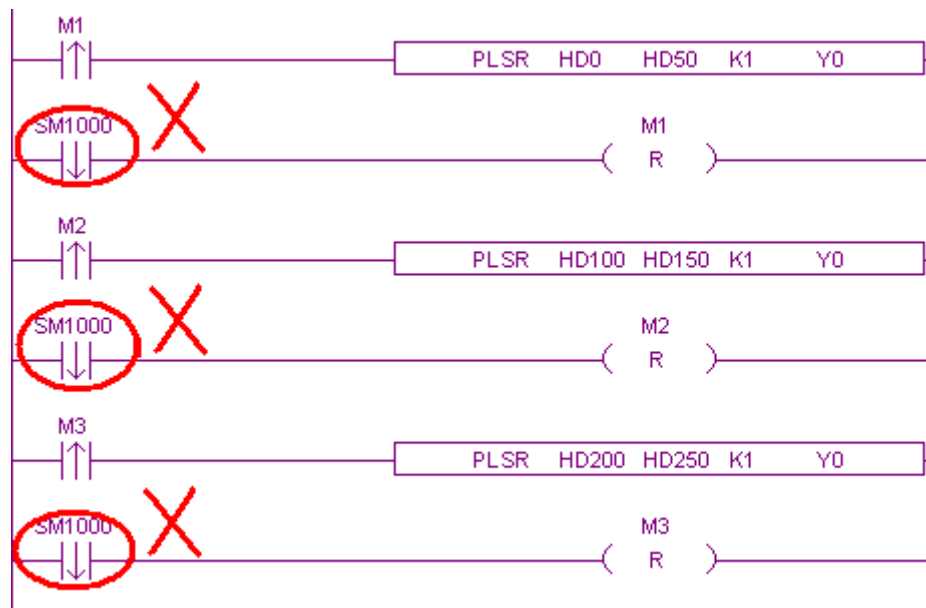 M1
PLSR HD0 HD50 K1 Y0
SM1000 M1
R
M2
PLSR HD100 HD150 K1 Y0
SM1000 M2
R
M3
PLSR HD200 HD250 K1 Y0
SM1000 M3
R